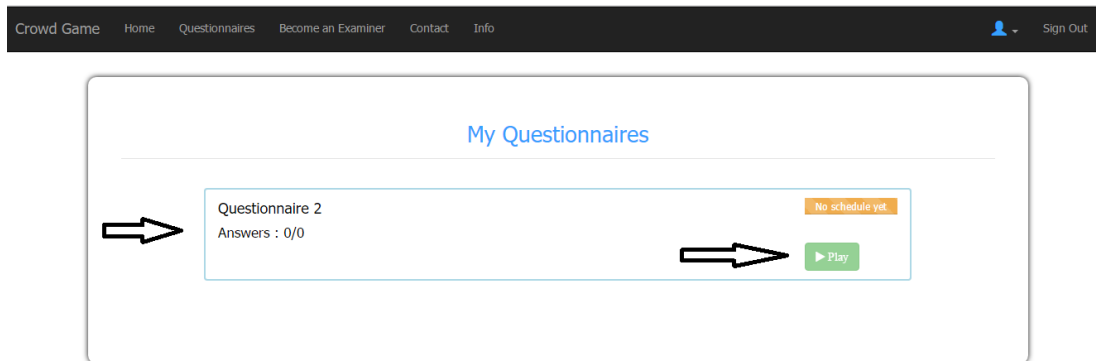 Crowd Game Home Questionnaires Become an Examiner Contact Info Sign Out
My Questionnaires
Questionnaire 2
No schedule yet
Answers : 0/0
Play